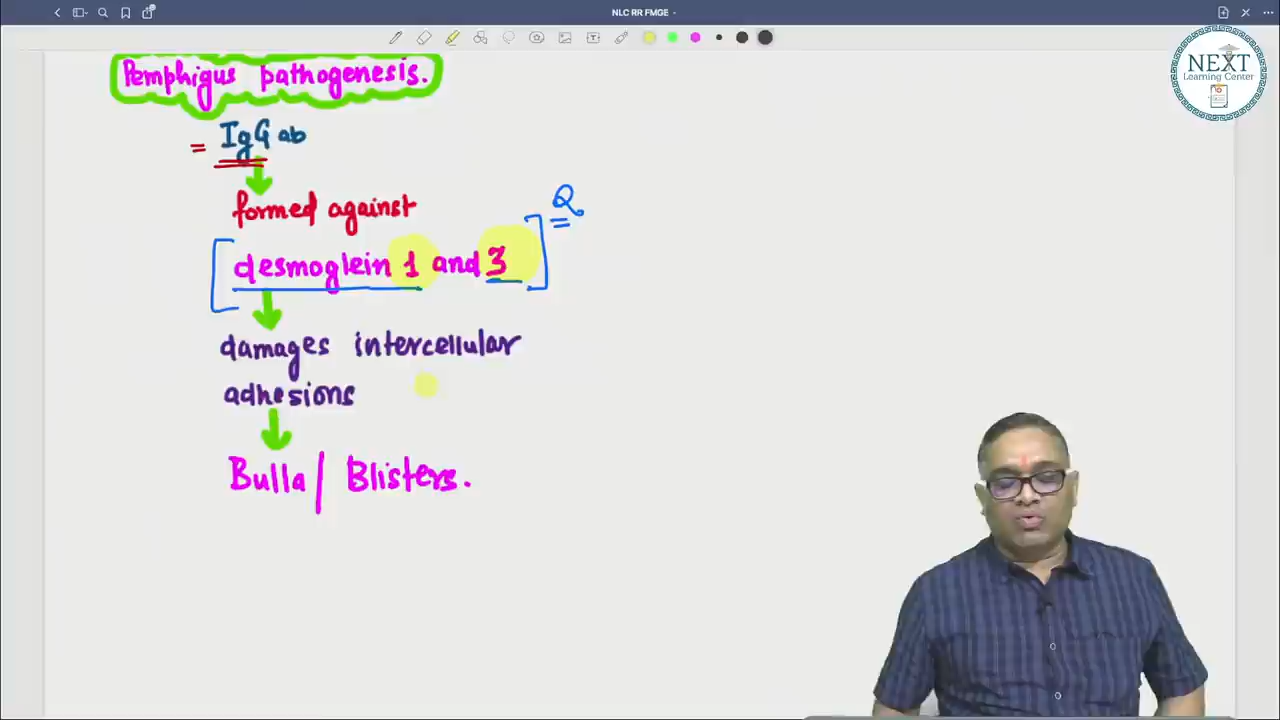 NLC RR FMGE
NEXT
Learning Center
Pemphigus pathogenesis.
= IgG ab
formed against
[desmoglein 1 and 3] Q
damages intercellular
adhesions
Bulla/ Blisters.